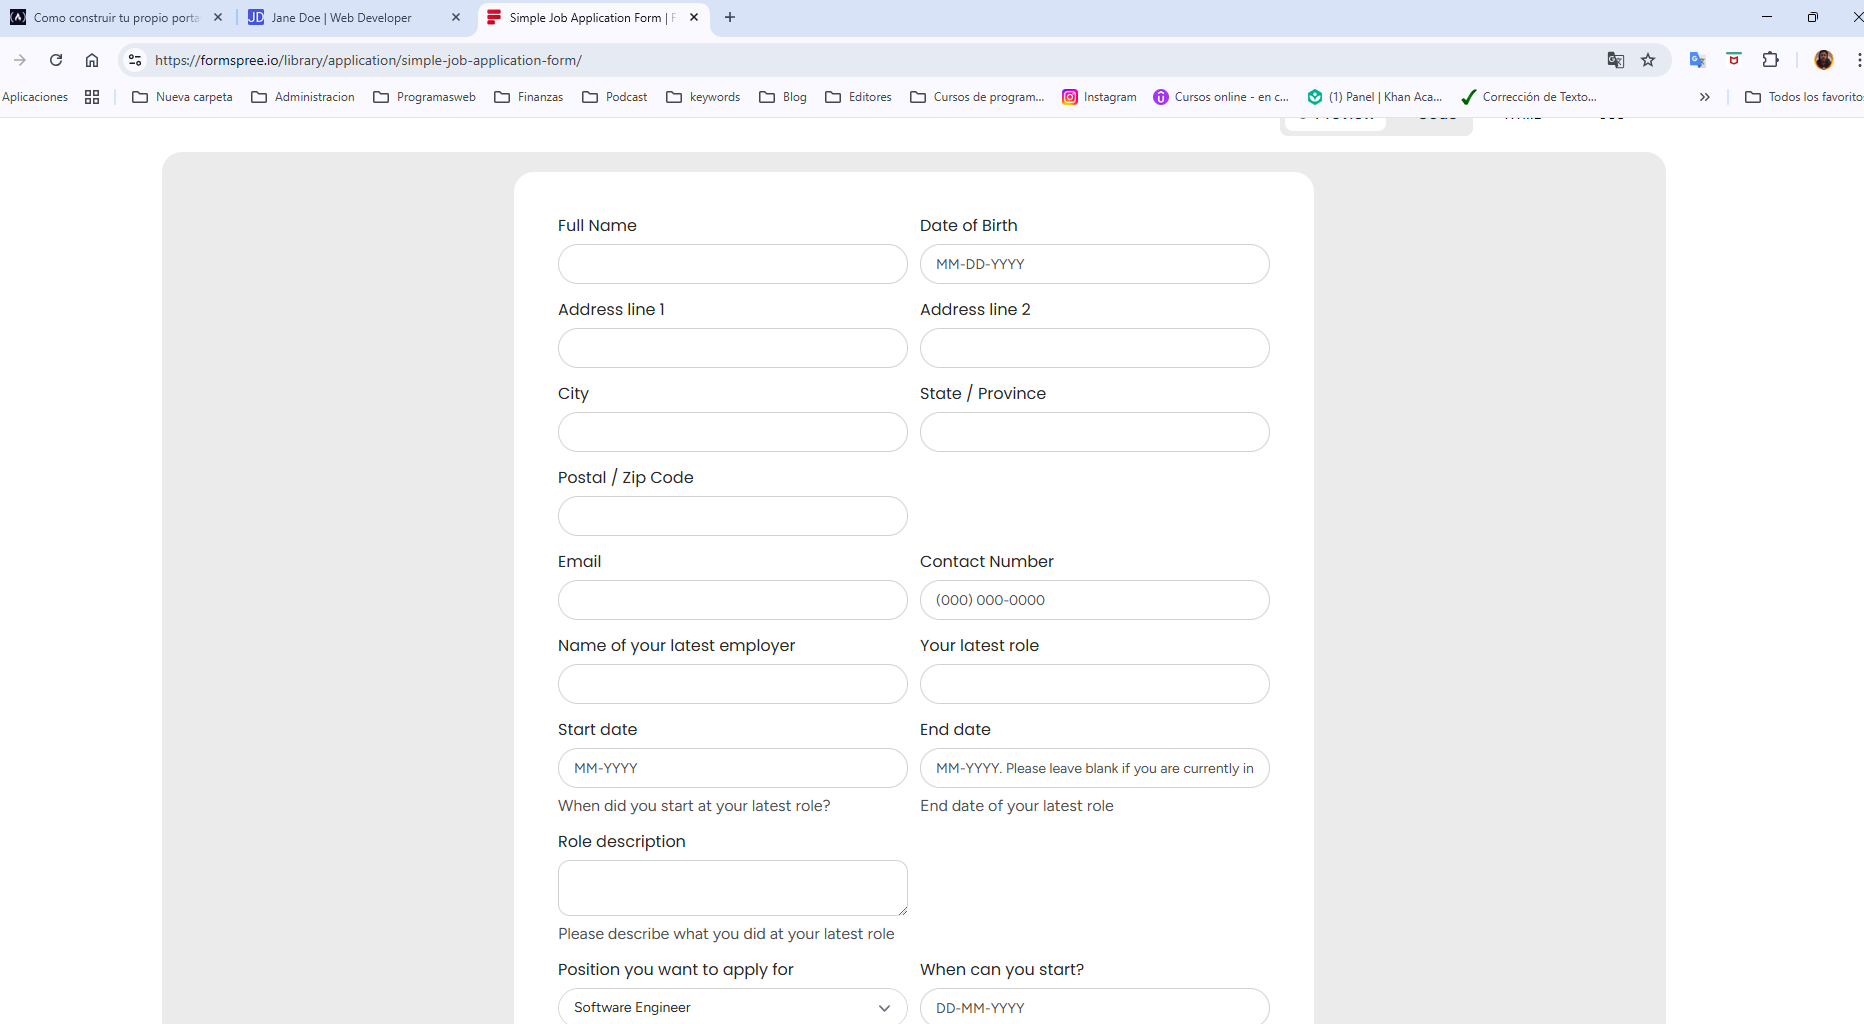 Como construir tu propio porta
Jane Doe | Web Developer
Simple Job Application Form | F
https://formspree.io/library/application/simple-job-application-form/
Aplicaciones
Nueva carpeta
Administracion
Programasweb
Finanzas
Podcast
keywords
Blog
Editores
Cursos de program...
Instagram
Cursos online - en c...
(1) Panel | Khan Aca...
Corrección de Texto...
»
Todos los favorito
Preview
Code
HTML
Full Name
Date of Birth
MM-DD-YYYY
Address line 1
Address line 2
City
State / Province
Postal / Zip Code
Email
Contact Number
(000) 000-0000
Name of your latest employer
Your latest role
Start date
End date
MM-YYYY
MM-YYYY. Please leave blank if you are currently in
When did you start at your latest role?
End date of your latest role
Role description
Please describe what you did at your latest role
Position you want to apply for
When can you start?
Software Engineer
DD-MM-YYYY